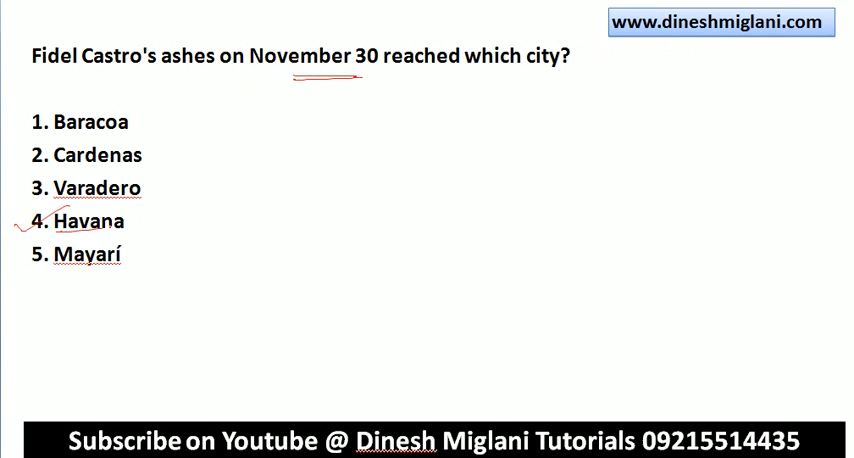 www.dineshmiglani.com
Fidel Castro's ashes on November 30 reached which city?
1. Baracoa
2. Cardenas
3. Varadero
4. Havana
5. Mayarí
Subscribe on Youtube @ Dinesh Miglani Tutorials 09215514435